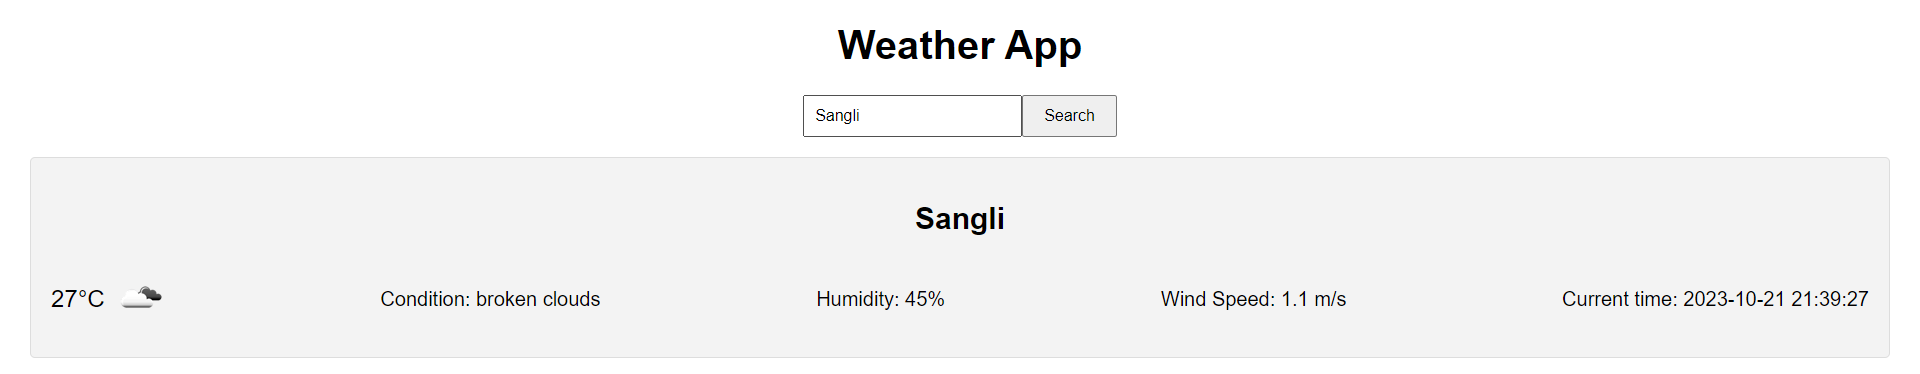 Weather App
Sangli Search
Sangli
27°C Condition: broken clouds Humidity: 45% Wind Speed: 1.1 m/s Current time: 2023-10-21 21:39:27